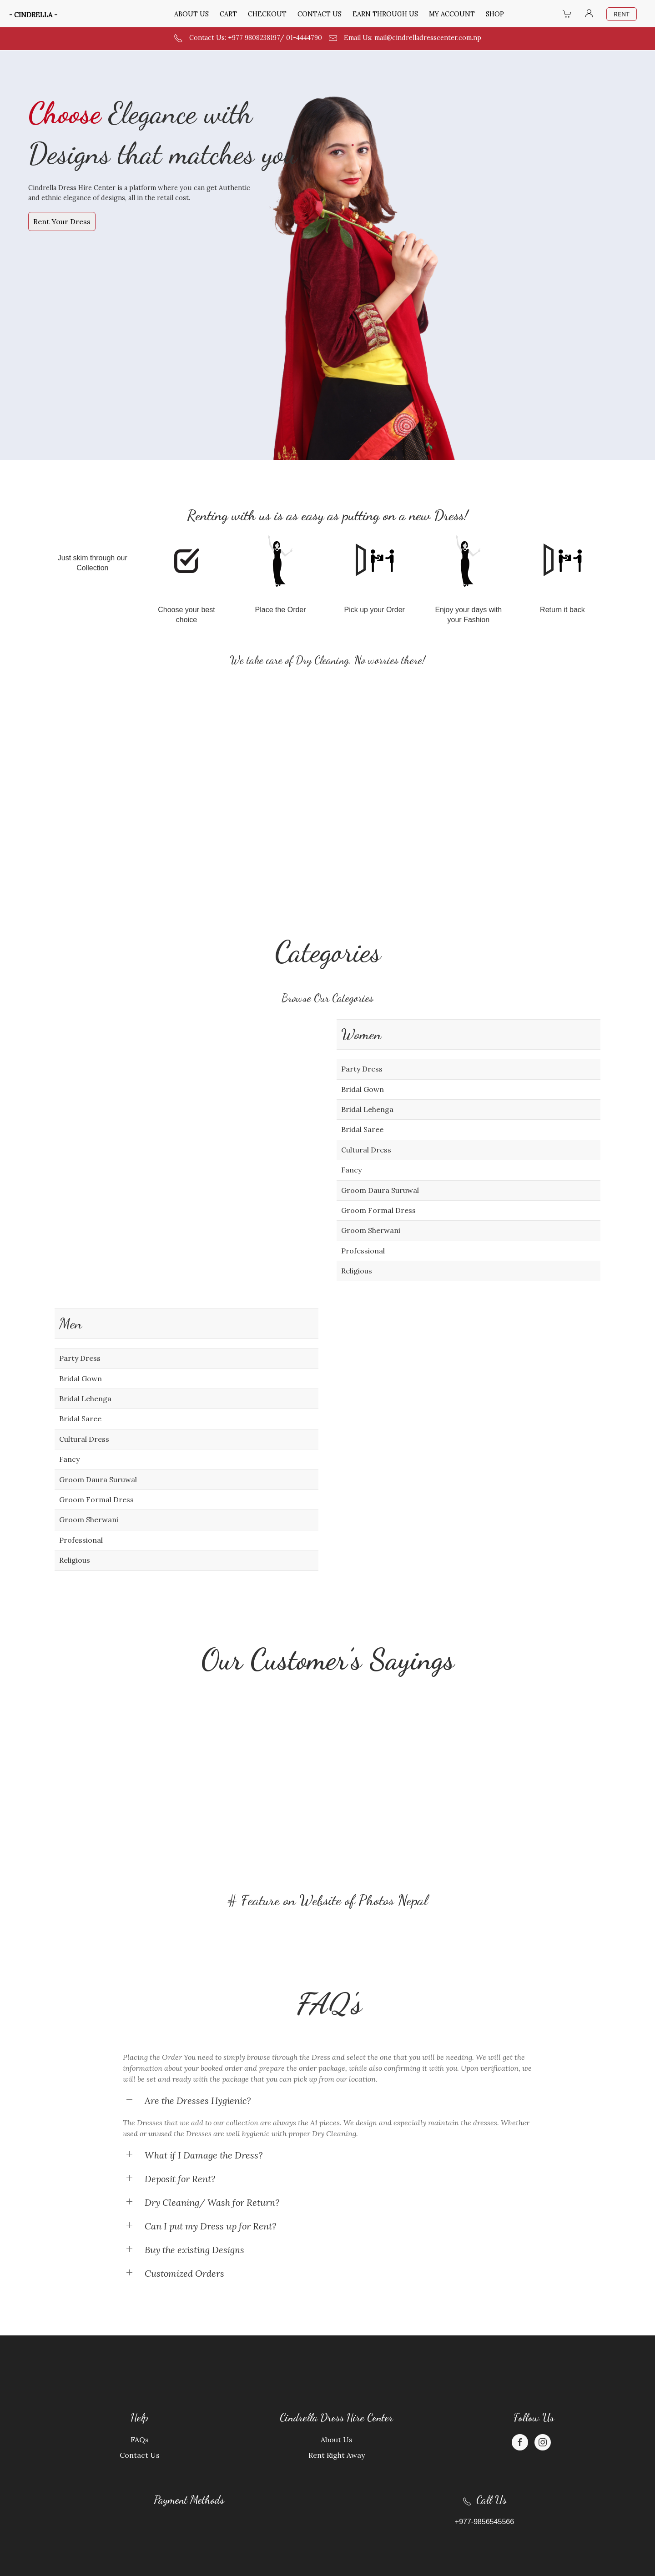 - CINDRELLA -
ABOUT US CART CHECKOUT CONTACT US EARN THROUGH US MY ACCOUNT SHOP
RENT
Contact Us: +977 9808238197/ 01-4444790 Email Us: mail@cindrelladresscenter.com.np
Choose Elegance with
Designs that matches
Cindrella Dress Hire Center is a platform where you can get Authentic
and ethnic elegance of designs, all in the retail cost.
Rent Your Dress
Renting with us is as easy as putting on a new Dress!
Just skim through our
Collection
Choose your best
choice
Place the Order
Pick up your Order
Enjoy your days with
your Fashion
Return it back
We take care of Dry Cleaning. No worries there!
Categories
Browse Our Categories
Women
Party Dress
Bridal Gown
Bridal Lehenga
Bridal Saree
Cultural Dress
Fancy
Groom Daura Suruwal
Groom Formal Dress
Groom Sherwani
Professional
Religious
Men
Party Dress
Bridal Gown
Bridal Lehenga
Bridal Saree
Cultural Dress
Fancy
Groom Daura Suruwal
Groom Formal Dress
Groom Sherwani
Professional
Religious
Our Customer's Sayings
# Feature on Website of Photos Nepal
FAQ's
Placing the Order You need to simply browse through the Dress and select the one that you will be needing. We will get the
information about your booked order and prepare the order package, while also confirming it with you. Upon verification, we
will be set and ready with the package that you can pick up from our location.
Are the Dresses Hygienic?
The Dresses that we add to our collection are always the A1 pieces. We design and especially maintain the dresses. Whether
used or unused the Dresses are well hygienic with proper Dry Cleaning.
What if I Damage the Dress?
Deposit for Rent?
Dry Cleaning/ Wash for Return?
Can I put my Dress up for Rent?
Buy the existing Designs
Customized Orders
Help
FAQs
Contact Us
Cindrella Dress Hire Center
About Us
Rent Right Away
Follow Us
Payment Methods
Call Us
+977-9856545566